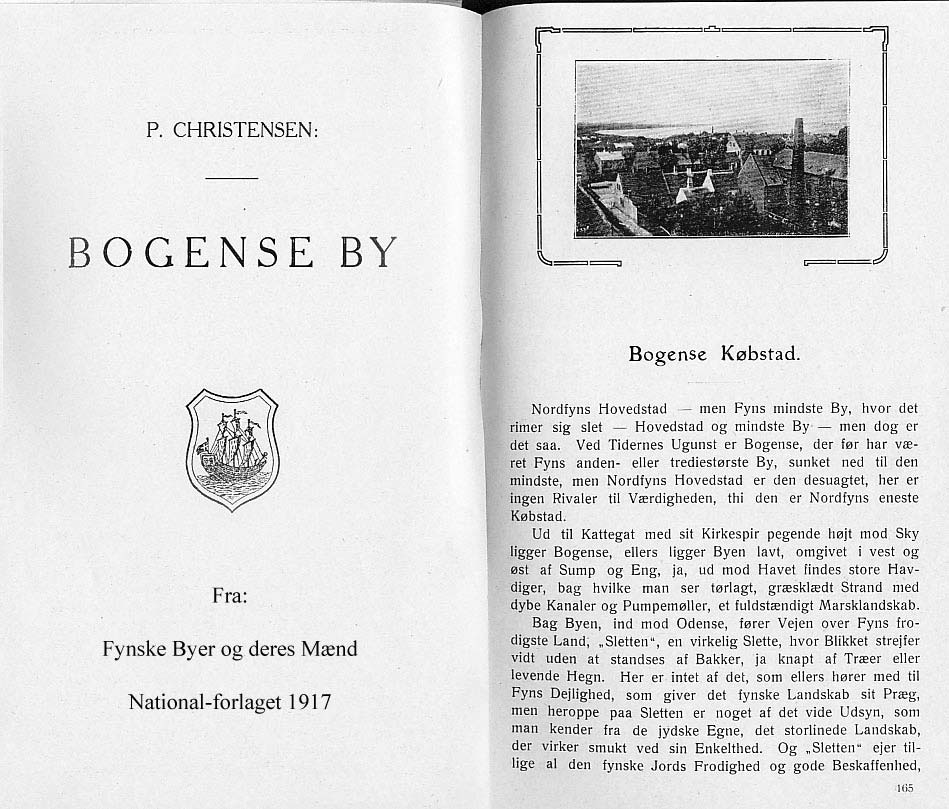 P. CHRISTENSEN:
BOGENSE BY
Fra:
Fynske Byer og deres Mænd
National-forlaget 1917
Bogense Købstad.
Nordfyns Hovedstad — men Fyns mindste By, hvor det
rimer sig slet — Hovedstad og mindste By — men dog er
det saa. Ved Tidernes Ugunst er Bogense, der før har væ-
ret Fyns anden- eller trediestørste By, sunket ned til den
mindste, men Nordfyns Hovedstad er den desuagtet, her er
ingen Rivaler til Værdigheden, thi den er Nordfyns eneste
Købstad.
Ud til Kattegat med sit Kirkespir pegende højt mod Sky
ligger Bogense, ellers ligger Byen lavt, omgivet i vest og
øst af Sump og Eng, ja, ud mod Havet findes store Hav-
diger, bag hvilke man ser tørlagt, græsklædt Strand med
dybe Kanaler og Pumpemøller, et fuldstændigt Marsklandskab.
Bag Byen, ind mod Odense, fører Vejen over Fyns fro-
digste Land, „Sletten“, en virkelig Slette, hvor Blikket strejfer
vidt uden at standses af Bakker, ja knapt af Træer eller
levende Hegn. Her er intet af det, som ellers hører med til
Fyns Dejlighed, som giver det fynske Landskab sit Præg,
men heroppe paa Sletten er noget af det vide Udsyn, som
man kender fra de jydske Egne, det storlinede Landskab,
der virker smukt ved sin Enkelthed. Og „Sletten“ ejer til-
lige al den fynske Jords Frodighed og gode Beskaffenhed,
165